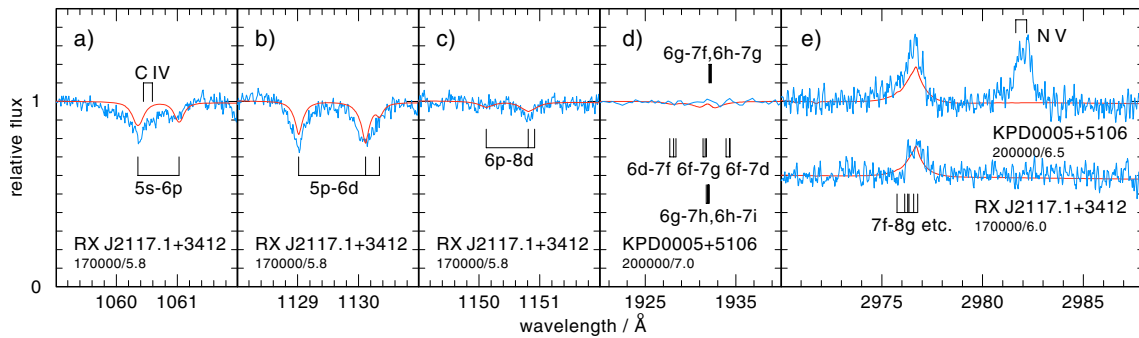 relative flux
1
0
a)
C IV
5s-6p
RX J2117.1+3412
170000/5.8
1060 1061
b)
5p-6d
RX J2117.1+3412
170000/5.8
1129 1130
c)
6p-8d
RX J2117.1+3412
170000/5.8
1150 1151
d)
6g-7f,6h-7g
6d-7f 6f-7g 6f-7d
6g-7h,6h-7i
KPD0005+5106
200000/7.0
1925 1935
e)
N V
KPD0005+5106
200000/6.5
7f-8g etc.
RX J2117.1+3412
170000/6.0
2975 2980 2985
wavelength / Å